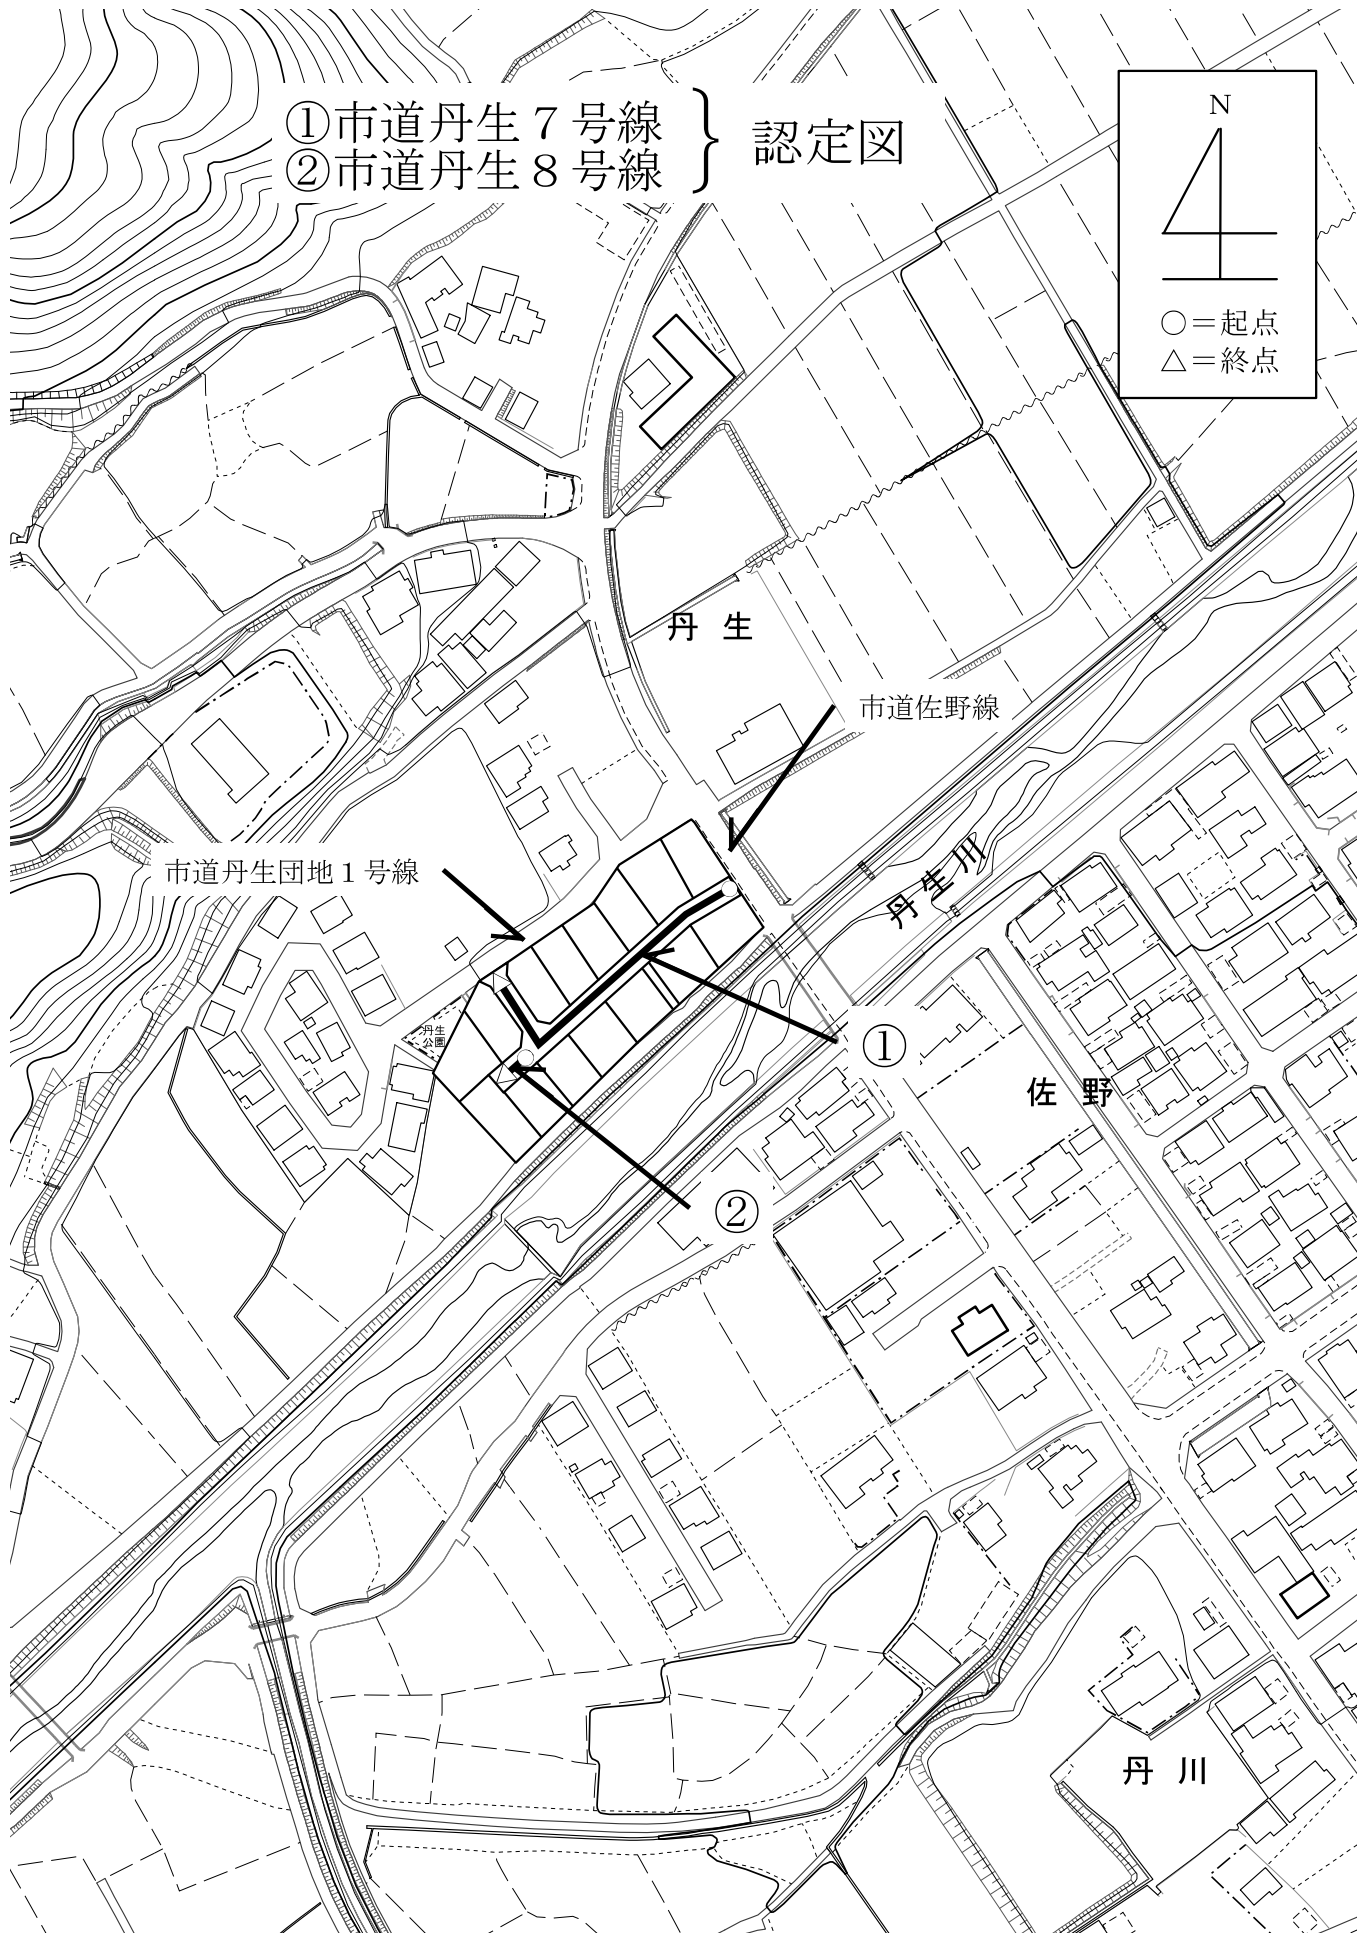 ①市道丹生７号線
②市道丹生８号線
認定図
N
○＝起点
△＝終点
丹生
市道佐野線
市道丹生団地１号線
丹生川
丹生
公園
①
佐野
②
丹川